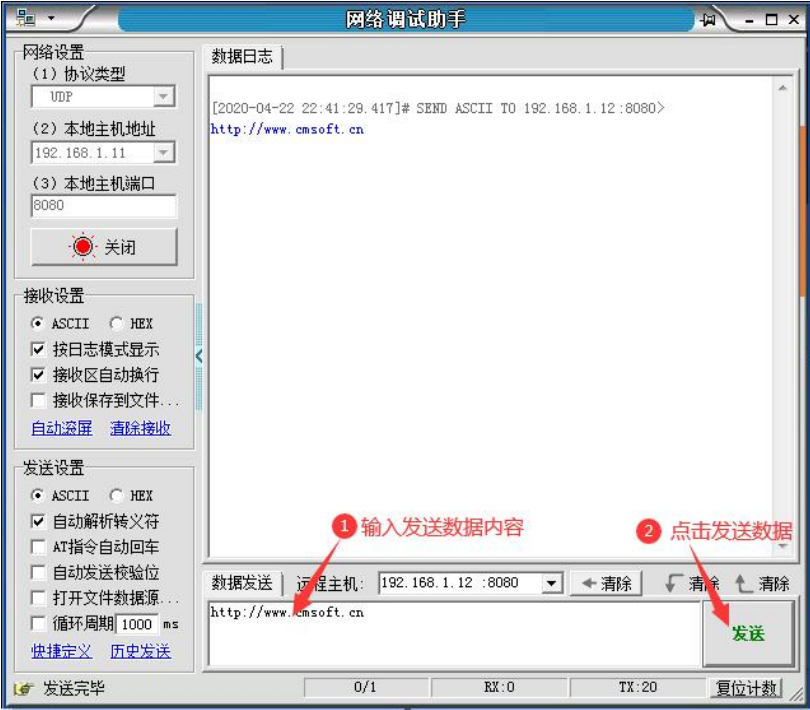 网络调试助手
网络设置
(1) 协议类型
UDP
(2) 本地主机地址
192.168.1.11
(3) 本地主机端口
8080
关闭
接收设置
ASCII HEX
按日志模式显示
接收区自动换行
接收保存到文件...
自动滚屏 清除接收
发送设置
ASCII HEX
自动解析转义符
AT指令自动回车
自动发送校验位
打开文件数据源...
循环周期 1000 ms
快捷定义 历史发送
数据日志
[2020-04-22 22:41:29.417]# SEND ASCII TO 192.168.1.12:8080>
http://www.cmsoft.cn
1 输入发送数据内容
2 点击发送数据
数据发送 远程主机: 192.168.1.12 :8080 清除 清除 清除
http://www.cmsoft.cn
发送
发送完毕 0/1 RX:0 TX:20 复位计数